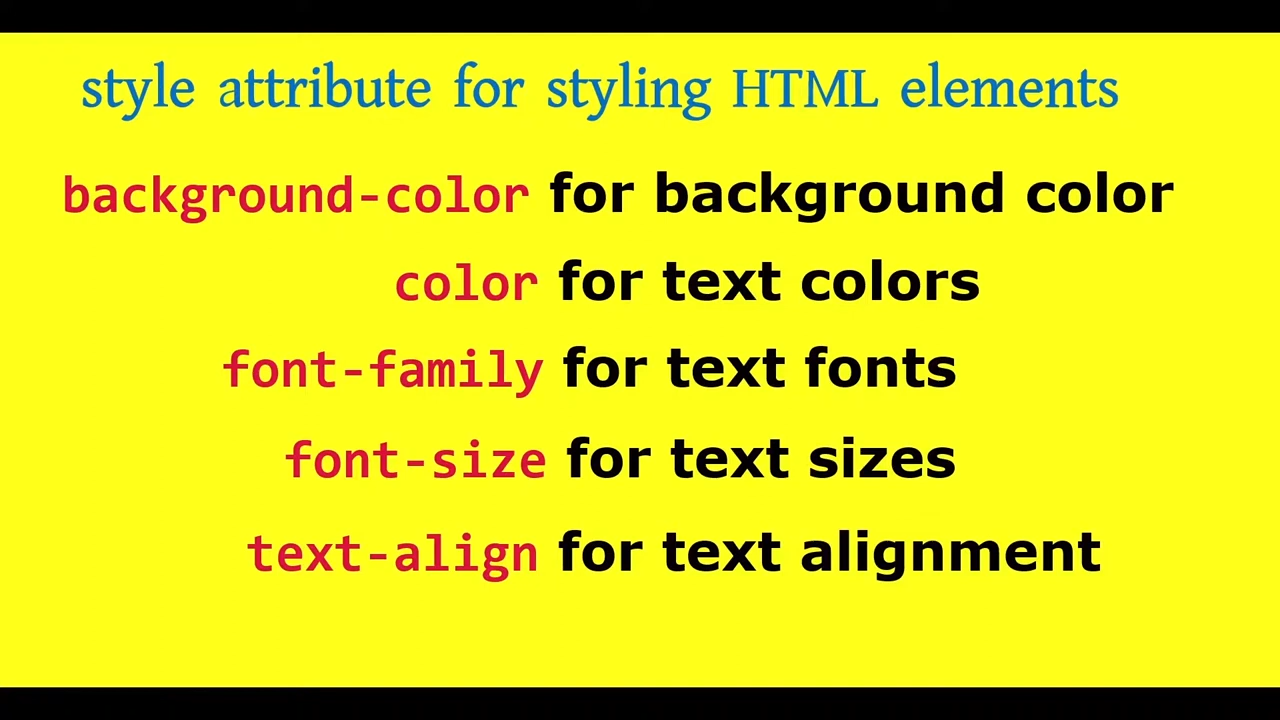 style attribute for styling HTML elements
background-color for background color
color for text colors
font-family for text fonts
font-size for text sizes
text-align for text alignment